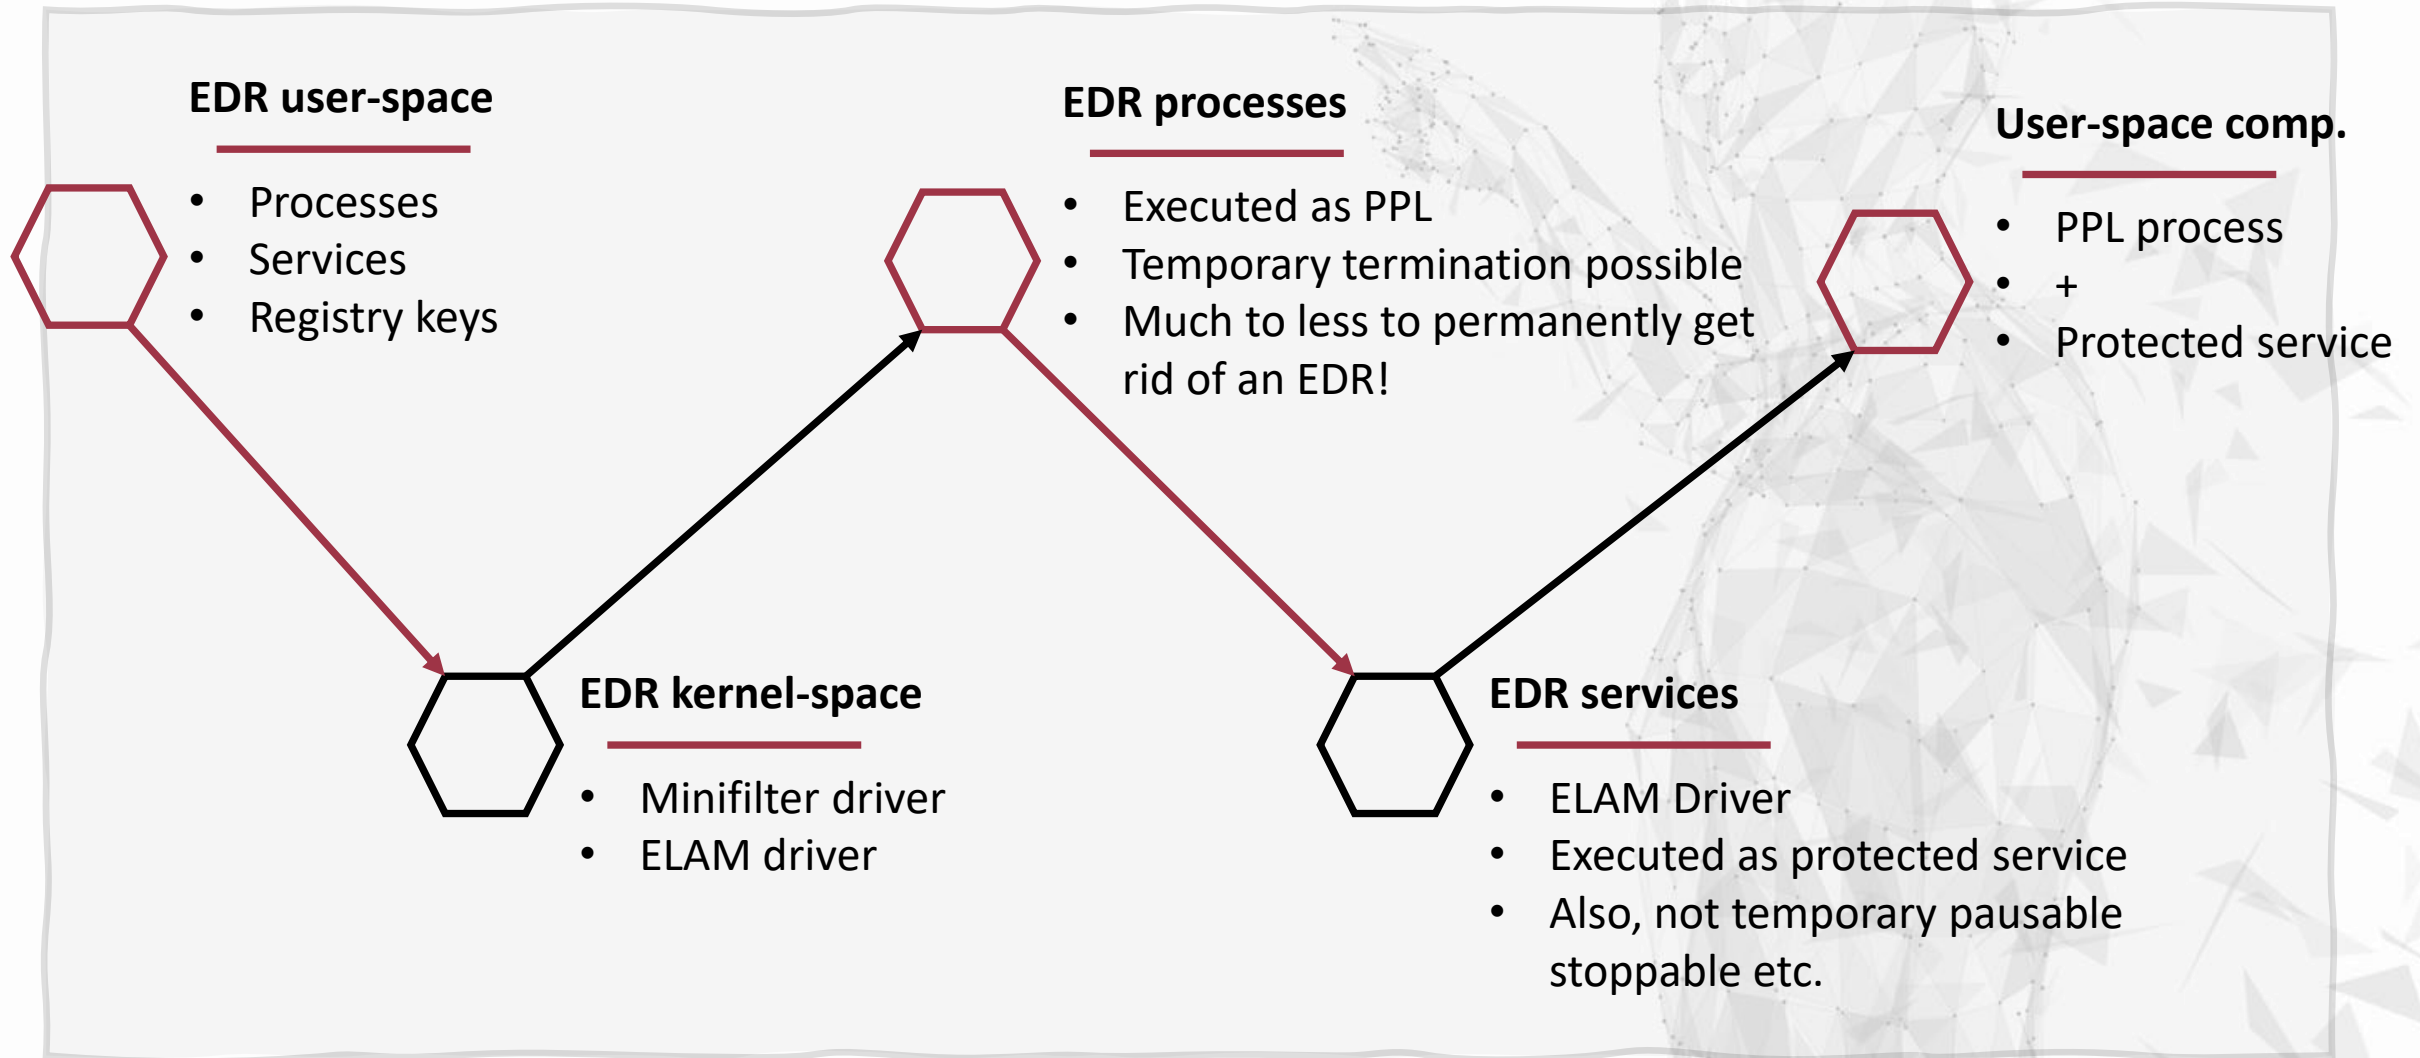 EDR user-space
• Processes
• Services
• Registry keys
EDR kernel-space
• Minifilter driver
• ELAM driver
EDR processes
• Executed as PPL
• Temporary termination possible
• Much to less to permanently get
rid of an EDR!
EDR services
• ELAM Driver
• Executed as protected service
• Also, not temporary pausable
stoppable etc.
User-space comp.
• PPL process
• +
• Protected service